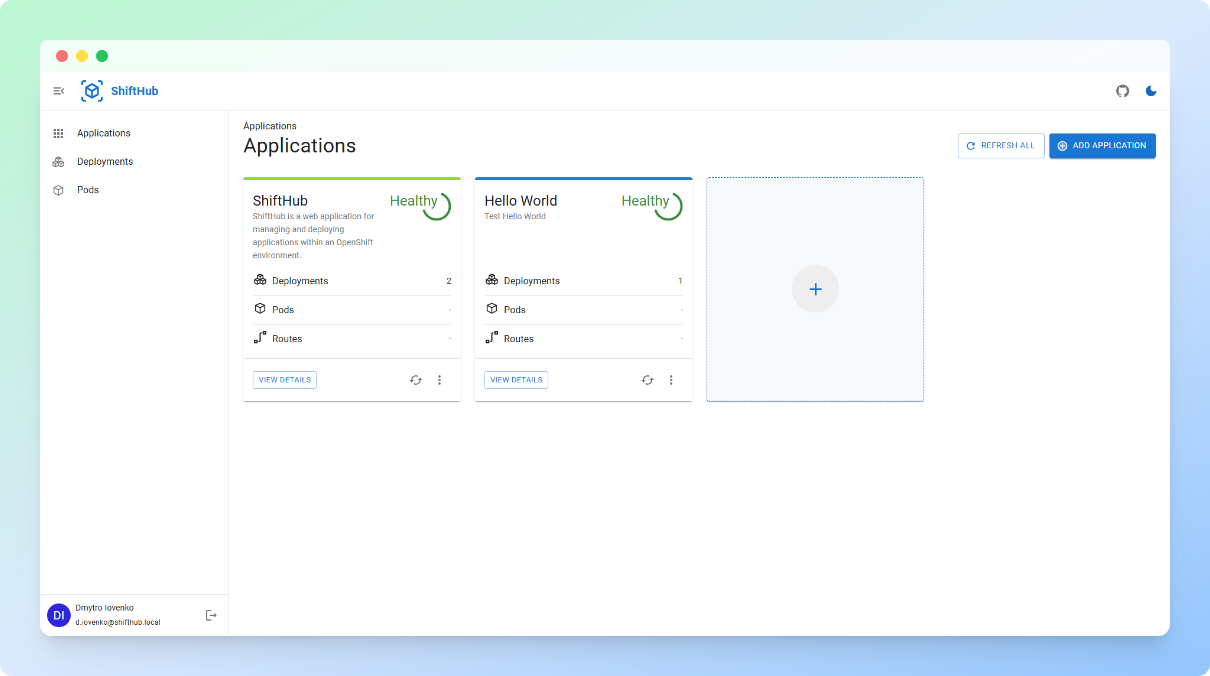 ShiftHub
Applications
Deployments
Pods
Applications
Applications
REFRESH ALL
ADD APPLICATION
ShiftHub
Healthy
ShiftHub is a web application for
managing and deploying
applications within an OpenShift
environment.
Deployments 2
Pods -
Routes -
VIEW DETAILS
Hello World
Healthy
Test Hello World
Deployments 1
Pods -
Routes -
VIEW DETAILS
DI
Dmytro Iovenko
d.iovenko@shifthub.local